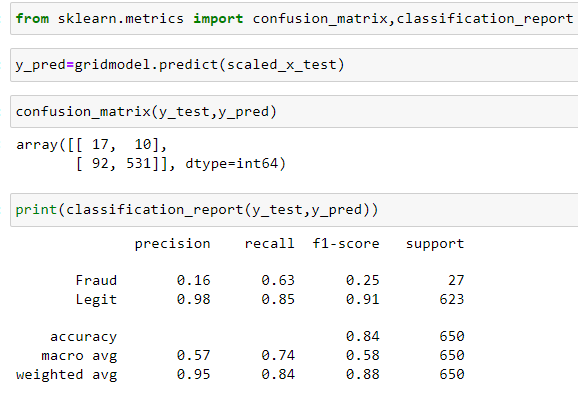 from sklearn.metrics import confusion_matrix,classification_report
y_pred=gridmodel.predict(scaled_x_test)
confusion_matrix(y_test,y_pred)
array([[ 17,  10],
       [ 92, 531]], dtype=int64)
print(classification_report(y_test,y_pred))
              precision    recall  f1-score   support
       Fraud       0.16      0.63      0.25        27
       Legit       0.98      0.85      0.91       623
    accuracy                           0.84       650
   macro avg       0.57      0.74      0.58       650
weighted avg       0.95      0.84      0.88       650